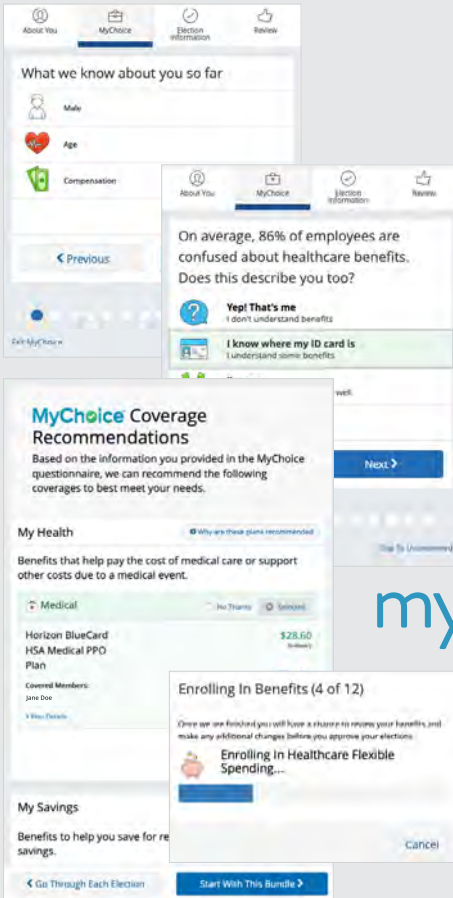 About You
MyChoice
Election
Information
Review
What we know about you so far
Male
Age
Compensation
Previous
Exit MyChoice
About You
MyChoice
Election
Information
Review
On average, 86% of employees are
confused about healthcare benefits.
Does this describe you too?
Yep! That's me
I don't understand benefits
I know where my ID card is
I understand some benefits
well.
Next
MyChoice Coverage
Recommendations
Based on the information
you provided in the MyChoice
questionnaire, we can recommend the following
coverages to best meet your needs.
My Health
Why are these plans recommended
Benefits that help pay the cost of medical care or support
other costs due to a medical event.
Medical
No Thanks
Selected
Horizon BlueCard
HSA Medical PPO
Plan
$28.60
Covered Members:
Jane Doe
View Details
my
Enrolling In Benefits (4 of 12)
Once we are finished you will have a chance to review your benefits and
make any additional changes before you approve your elections
Enrolling In Healthcare Flexible
Spending...
Cancel
My Savings
Benefits to help you save for re
savings.
Go Through Each Election
Start With This Bundle